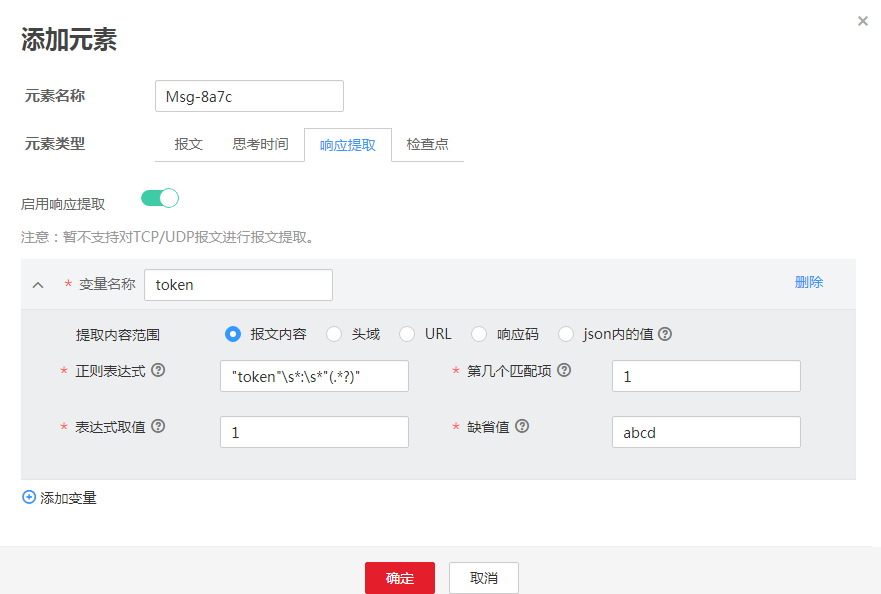 添加元素
元素名称 Msg-8a7c
元素类型 报文 思考时间 响应提取 检查点
启用响应提取
注意：暂不支持对TCP/UDP报文进行报文提取。
* 变量名称 token 删除
提取内容范围 报文内容 头域 URL 响应码 json内的值
* 正则表达式 "token"\s*:\s*"(.*?)" * 第几个匹配项 1
* 表达式取值 1 * 缺省值 abcd
添加变量
确定 取消